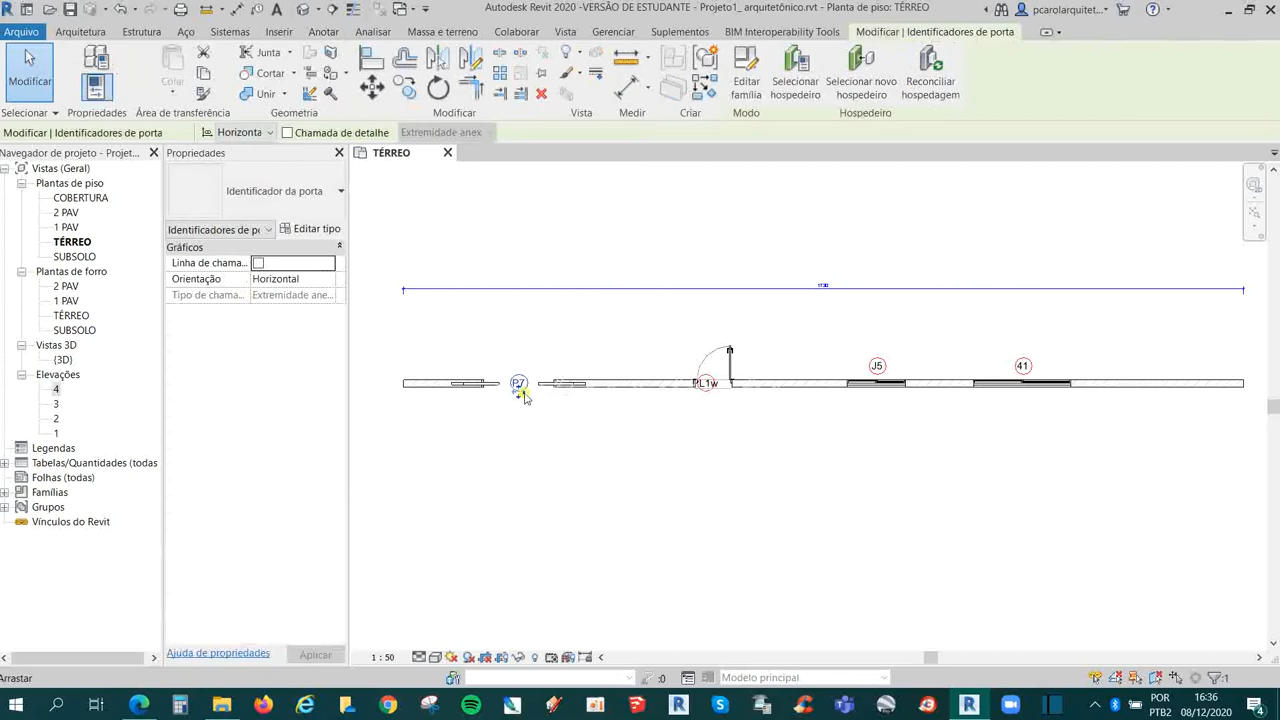 Autodesk Revit 2020 -VERSÃO DE ESTUDANTE - Projeto1_ arquitetônico.rvt - Planta de piso: TÉRREO
pcarolarquitet...
Arquivo Arquitetura Estrutura Aço Sistemas Inserir Anotar Analisar Massa e terreno Colaborar Vista Gerenciar Suplementos BIM Interoperability Tools Modificar | Identificadores de porta
Modificar
Colar
Junta
Cortar
Unir
Editar família
Selecionar hospedeiro
Selecionar novo hospedeiro
Reconciliar hospedagem
Selecionar Propriedades Área de transferência Geometria Modificar Vista Medir Criar Modo Hospedeiro
Modificar | Identificadores de porta Horizonta Chamada de detalhe Extremidade anex
Navegador de projeto - Projet...
Vistas (Geral)
Plantas de piso
COBERTURA
2 PAV
1 PAV
TÉRREO
SUBSOLO
Plantas de forro
2 PAV
1 PAV
TÉRREO
SUBSOLO
Vistas 3D
{3D}
Elevações
4
3
2
1
Legendas
Tabelas/Quantidades (todas
Folhas (todas)
Famílias
Grupos
Vínculos do Revit
Propriedades
Identificador da porta
Identificadores de po
Editar tipo
Gráficos
Linha de chama...
Orientação Horizontal
Tipo de chama... Extremidade ane...
Ajuda de propriedades
Aplicar
TÉRREO
P7
J5
41
1 : 50
Arrastar
:0
Modelo principal
:1
POR
PTB2
16:36
08/12/2020
4